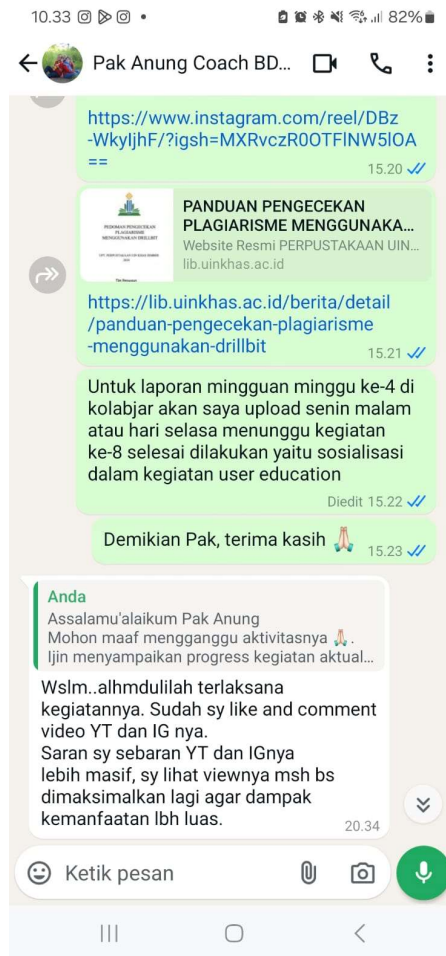 10.33
82%
Pak Anung Coach BD...
https://www.instagram.com/reel/DBz
-WkyIjhF/?igsh=MXRvczR0OTFlNW5lOA
==
15.20
PEDOMAN PENGECEKAN
PLAGIARISME
MENGGUNAKAN DRILLBIT
PANDUAN PENGECEKAN
PLAGIARISME MENGGUNAKA...
Website Resmi PERPUSTAKAAN UIN...
lib.uinkhas.ac.id
https://lib.uinkhas.ac.id/berita/detail
/panduan-pengecekan-plagiarisme
-menggunakan-drillbit
15.21
Untuk laporan mingguan minggu ke-4 di
kolabjar akan saya upload senin malam
atau hari selasa menunggu kegiatan
ke-8 selesai dilakukan yaitu sosialisasi
dalam kegiatan user education
Diedit 15.22
Demikian Pak, terima kasih 🙏🏻
15.23
Anda
Assalamu'alaikum Pak Anung
Mohon maaf mengganggu aktivitasnya 🙏🏻.
Ijin menyampaikan progress kegiatan aktual...
Wslm..alhmdulilah terlaksana
kegiatannya. Sudah sy like and comment
video YT dan IG nya.
Saran sy sebaran YT dan IGnya
lebih masif, sy lihat viewnya msh bs
dimaksimalkan lagi agar dampak
kemanfaatan lbh luas.
20.34
Ketik pesan